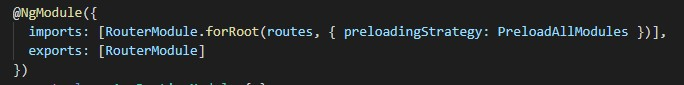 @NgModule({
imports: [RouterModule.forRoot(routes, { preloadingStrategy: PreloadAllModules })],
exports: [RouterModule]
})